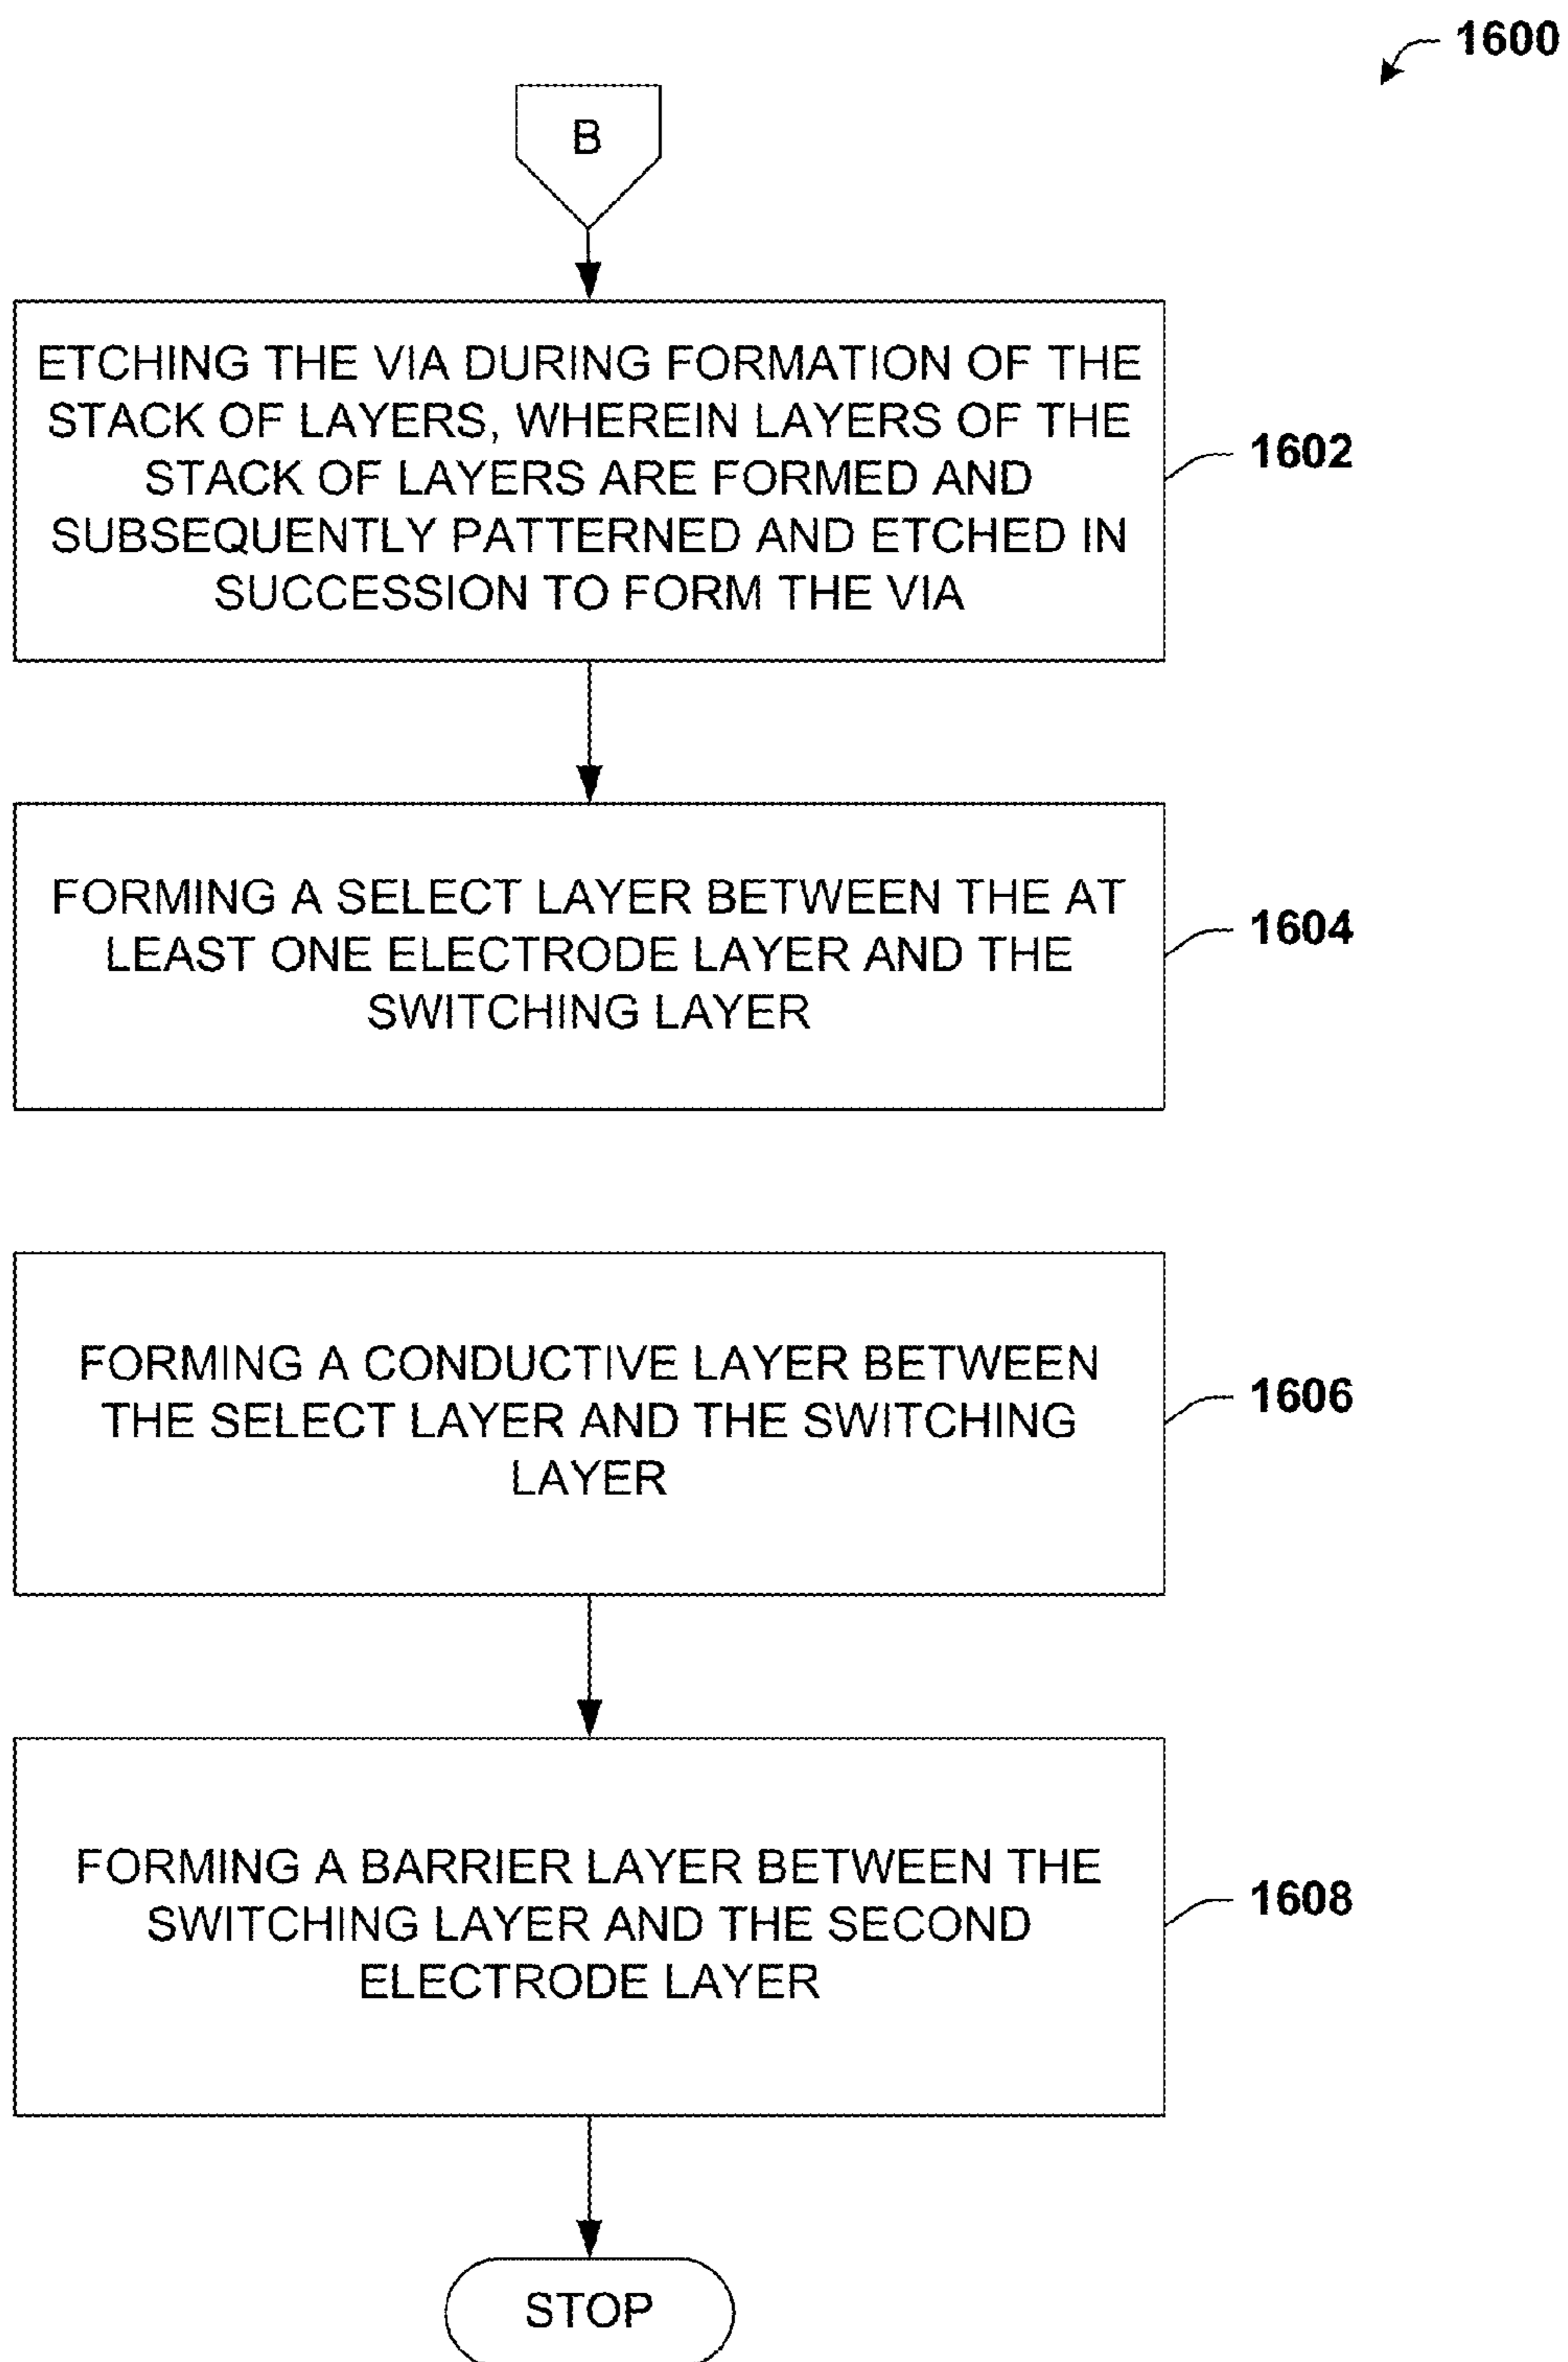 1600
B
ETCHING THE VIA DURING FORMATION OF THE
STACK OF LAYERS, WHEREIN LAYERS OF THE
STACK OF LAYERS ARE FORMED AND
SUBSEQUENTLY PATTERNED AND ETCHED IN
SUCCESSION TO FORM THE VIA
1602
FORMING A SELECT LAYER BETWEEN THE AT
LEAST ONE ELECTRODE LAYER AND THE
SWITCHING LAYER
1604
FORMING A CONDUCTIVE LAYER BETWEEN
THE SELECT LAYER AND THE SWITCHING
LAYER
1606
FORMING A BARRIER LAYER BETWEEN THE
SWITCHING LAYER AND THE SECOND
ELECTRODE LAYER
1608
STOP